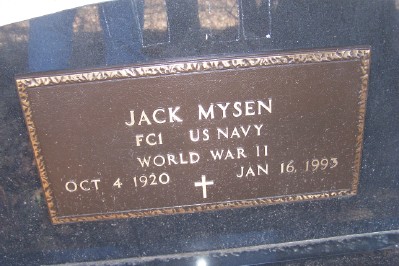 JACK MYSEN
FC1 US NAVY
WORLD WAR II
OCT 4 1920 JAN 16, 1993